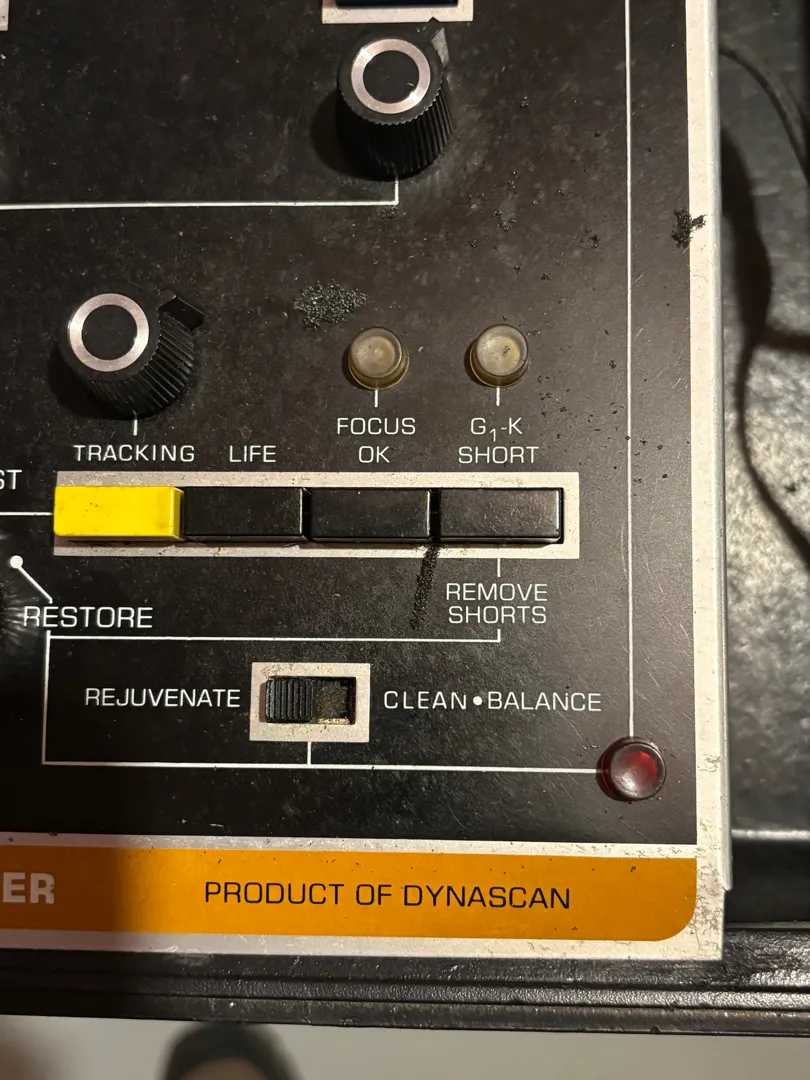 TRACKING
LIFE
FOCUS
OK
G₁-K
SHORT
ST
REMOVE
SHORTS
RESTORE
REJUVENATE
CLEAN•BALANCE
ER
PRODUCT OF DYNASCAN